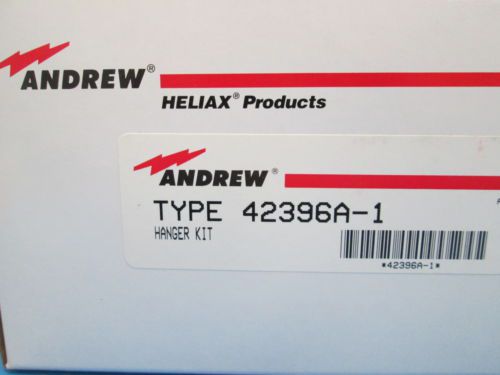 ANDREW®
HELIAX® Products
ANDREW®
TYPE 42396A-1
HANGER KIT
*42396A-1*